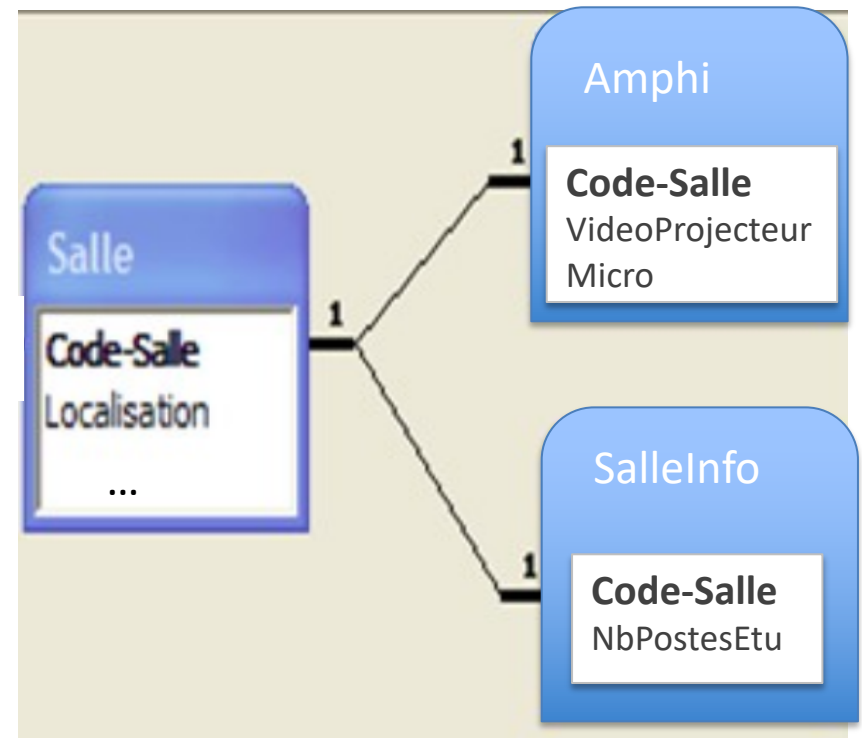 Amphi
1
Code-Salle
VideoProjecteur
Micro
Salle
1
Code-Salle
Localisation
...
SalleInfo
1
Code-Salle
NbPostesEtu